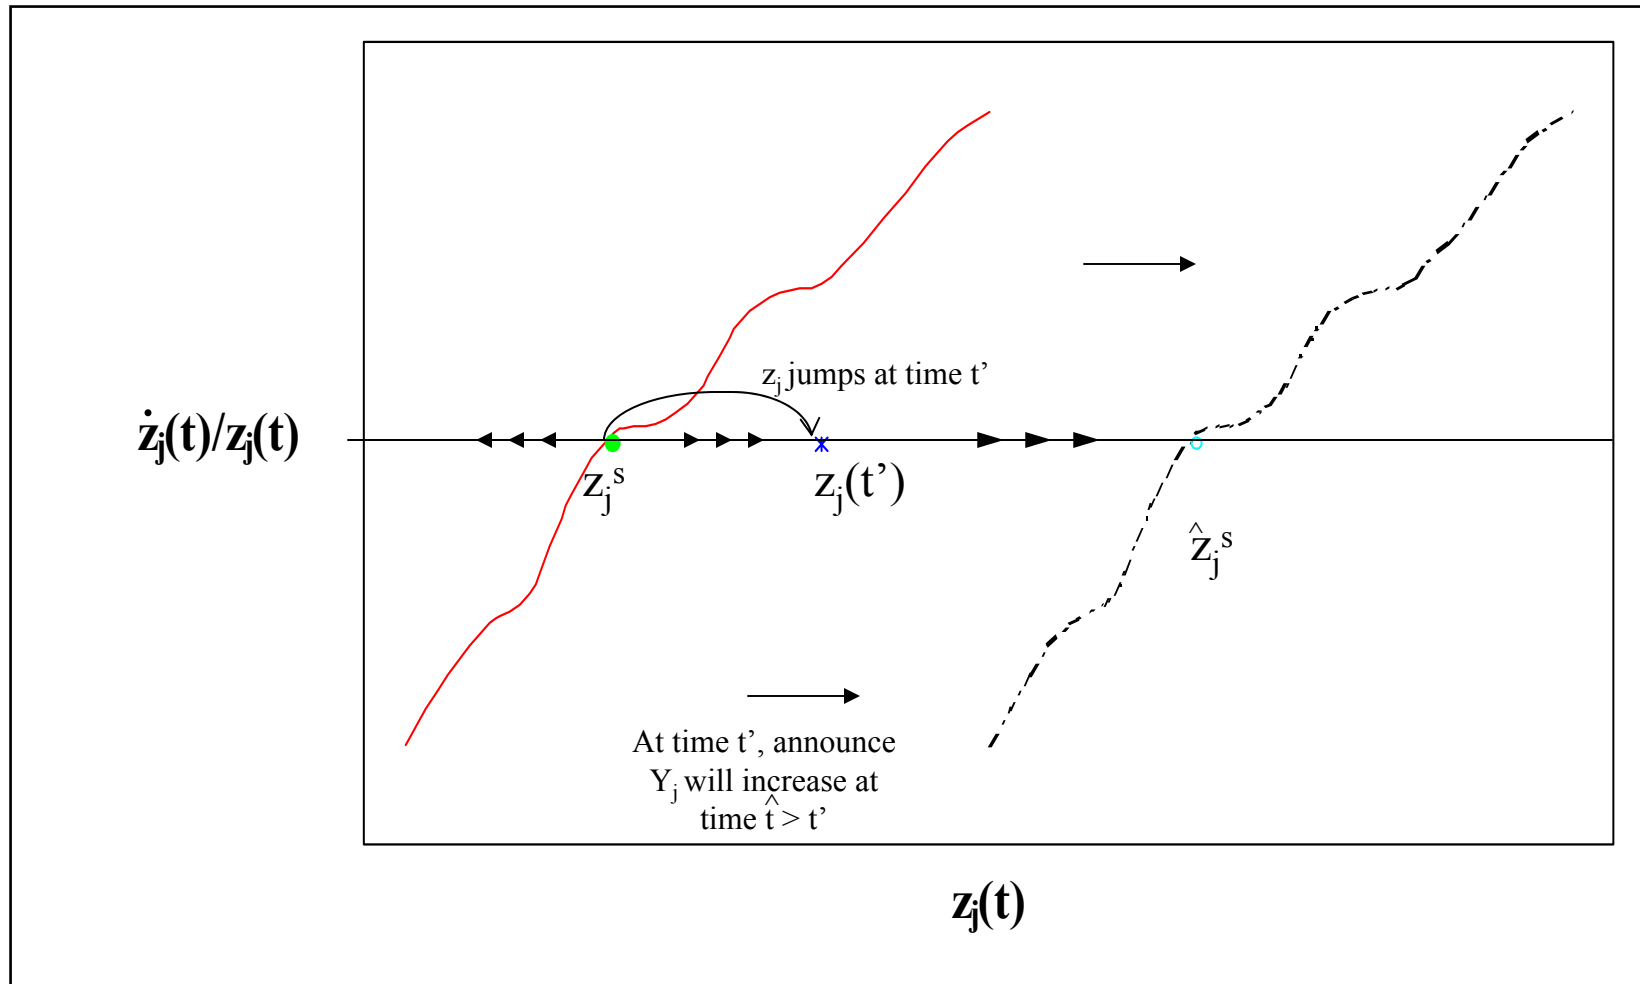 z_j jumps at time t’
ż_j(t)/z_j(t)
z_j^s
z_j(t’)
ẑ_j^s
At time t’, announce
Y_j will increase at
time t̂ > t’
z_j(t)